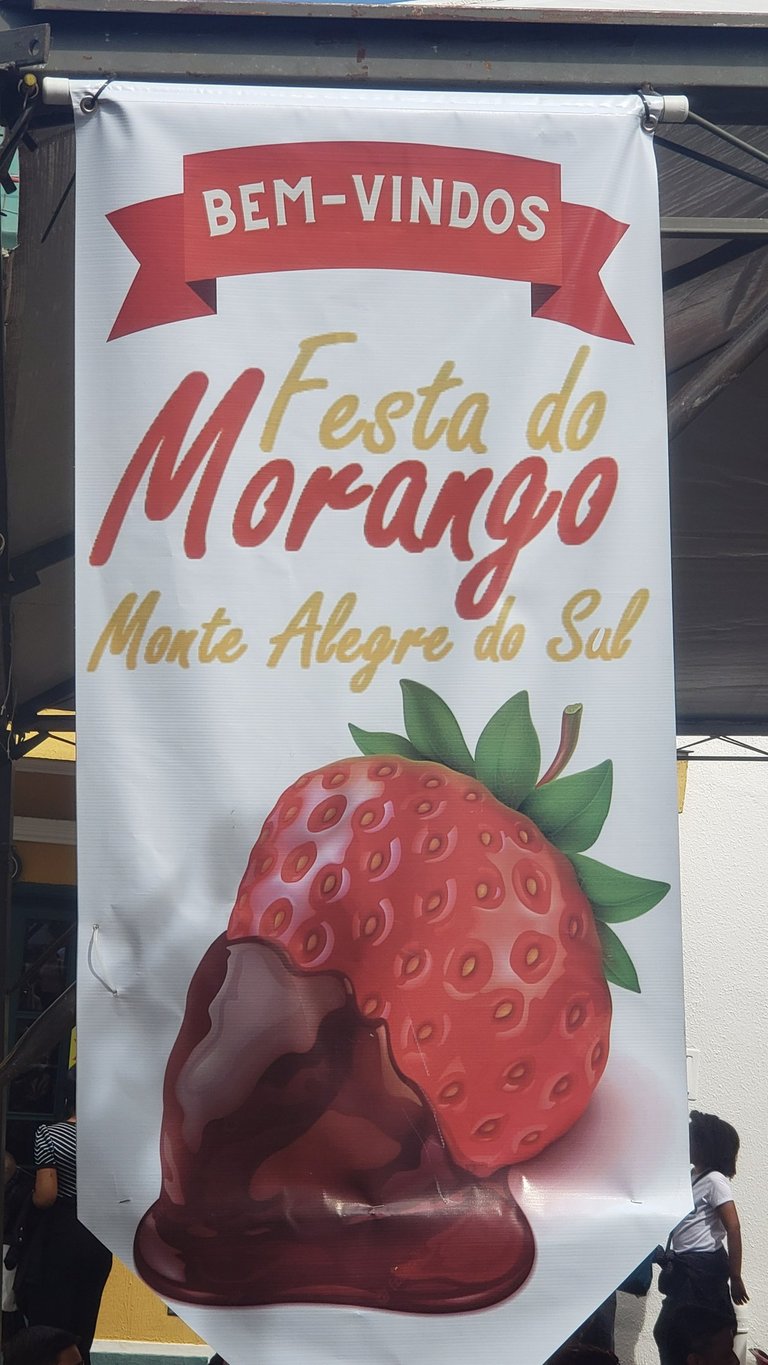 BEM-VINDOS
Festa do
Morango
Monte Alegre do Sul